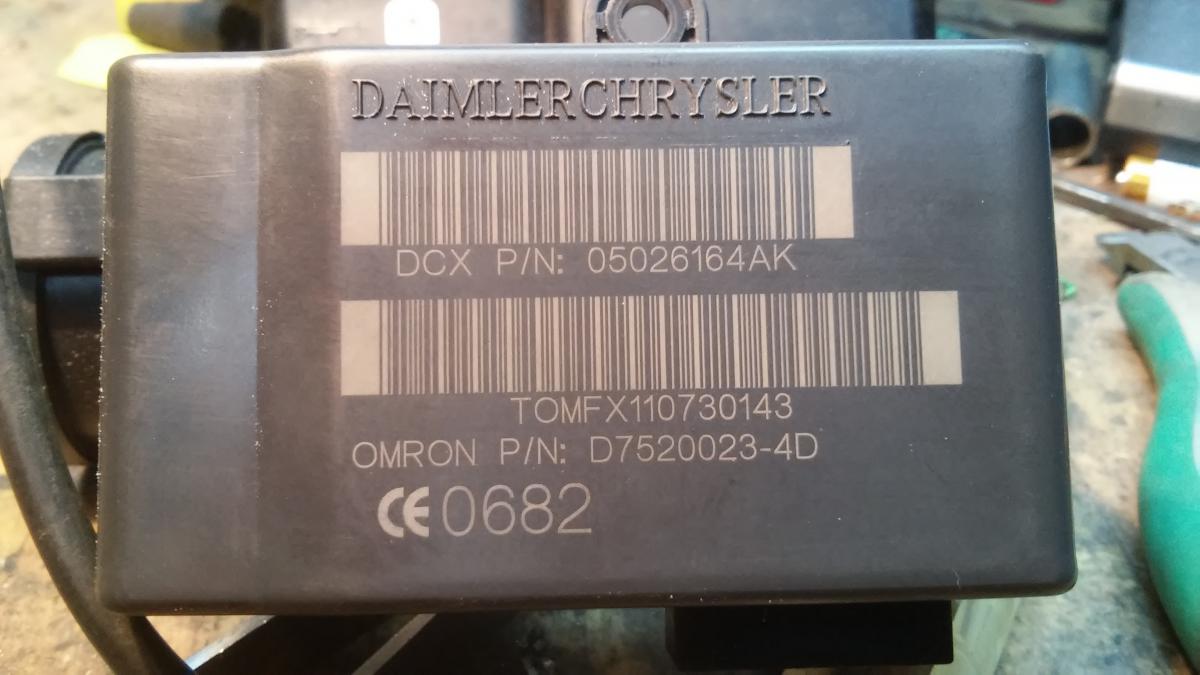 DAIMLERCHRYSLER
DCX P/N: 05026164AK
TOMFX110730143
OMRON P/N: D7520023-4D
CE 0682